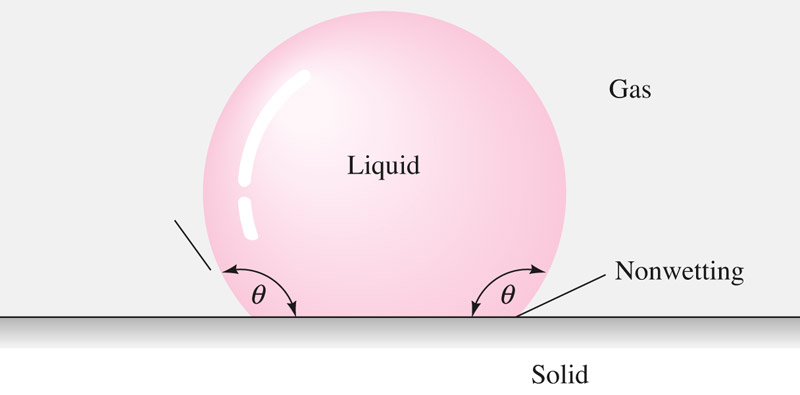 Gas
Liquid
Nonwetting
θ
θ
Solid